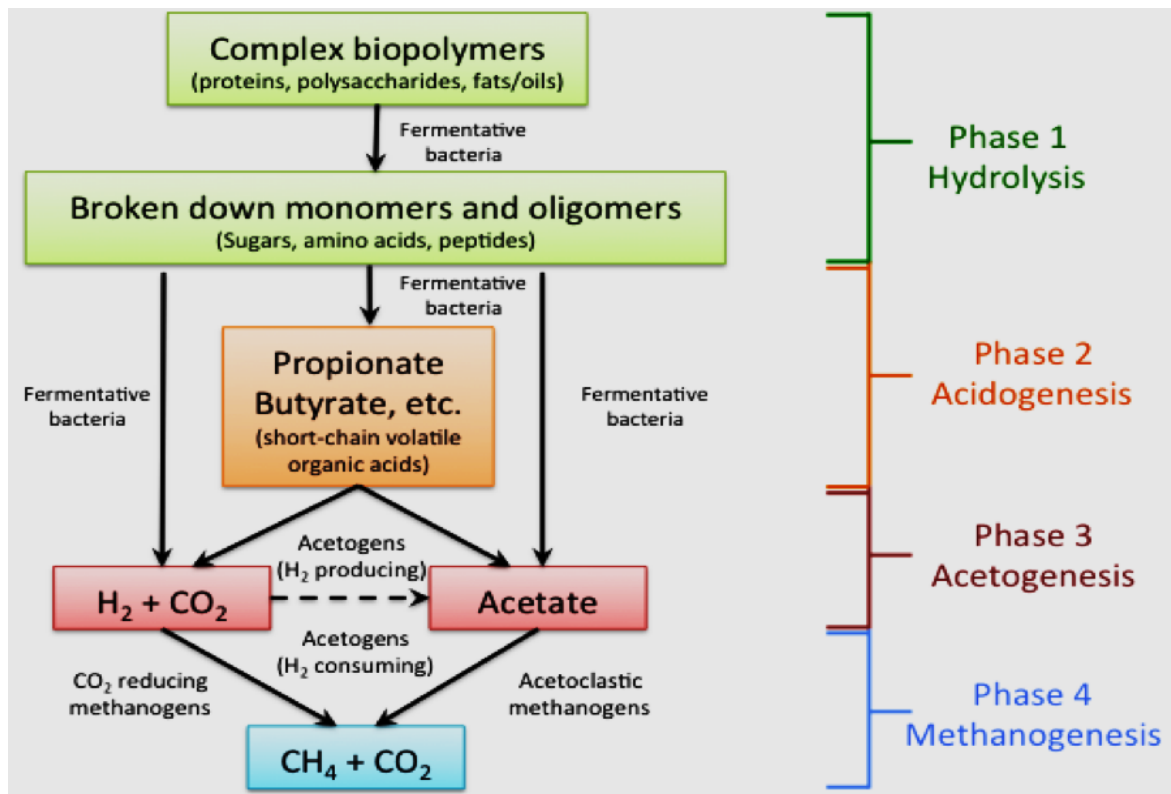 Complex biopolymers
(proteins, polysaccharides, fats/oils)
Fermentative
bacteria
Phase 1
Hydrolysis
Broken down monomers and oligomers
(Sugars, amino acids, peptides)
Fermentative
bacteria
Propionate
Butyrate, etc.
(short-chain volatile
organic acids)
Fermentative
bacteria
Fermentative
bacteria
Phase 2
Acidogenesis
Acetogens
(H₂ producing)
H₂ + CO₂
Acetate
Acetogens
(H₂ consuming)
Phase 3
Acetogenesis
CO₂ reducing
methanogens
Acetoclastic
methanogens
CH₄ + CO₂
Phase 4
Methanogenesis